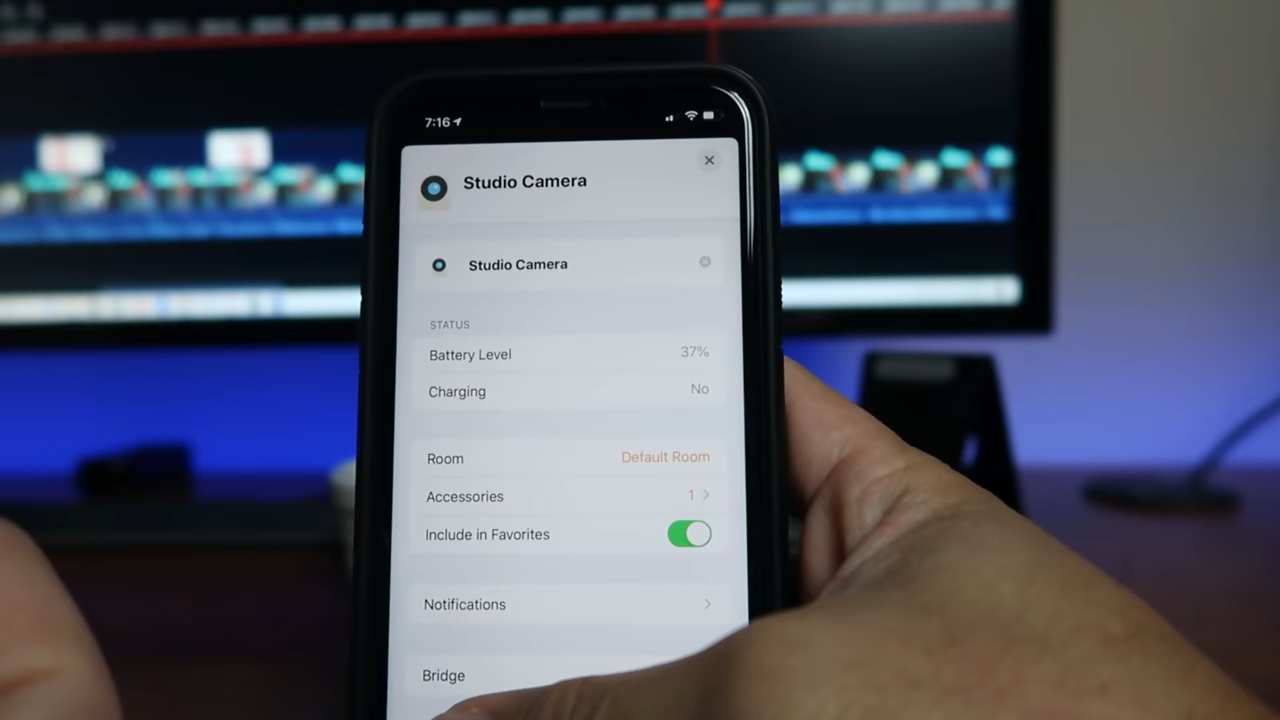 7:16
Studio Camera
Studio Camera
STATUS
Battery Level 37%
Charging No
Room Default Room
Accessories 1
Include in Favorites
Notifications
Bridge